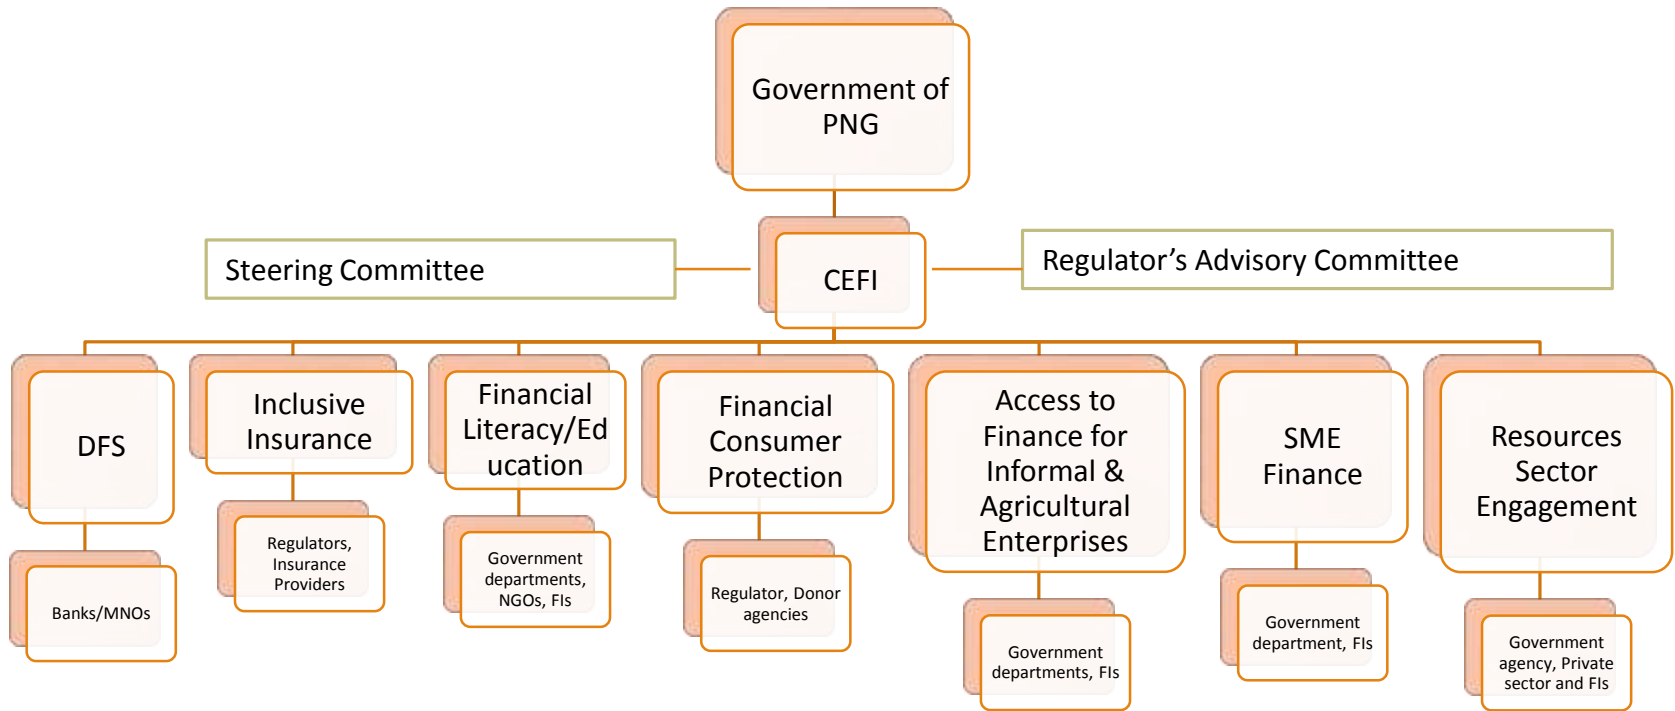 Government of
PNG
Steering Committee
CEFI
Regulator’s Advisory Committee
DFS
Inclusive
Insurance
Financial
Literacy/Ed
ucation
Financial
Consumer
Protection
Access to
Finance for
Informal &
Agricultural
Enterprises
SME
Finance
Resources
Sector
Engagement
Banks/MNOs
Regulators,
Insurance
Providers
Government
departments,
NGOs, FIs
Regulator, Donor
agencies
Government
departments, FIs
Government
department, FIs
Government
agency, Private
sector and FIs